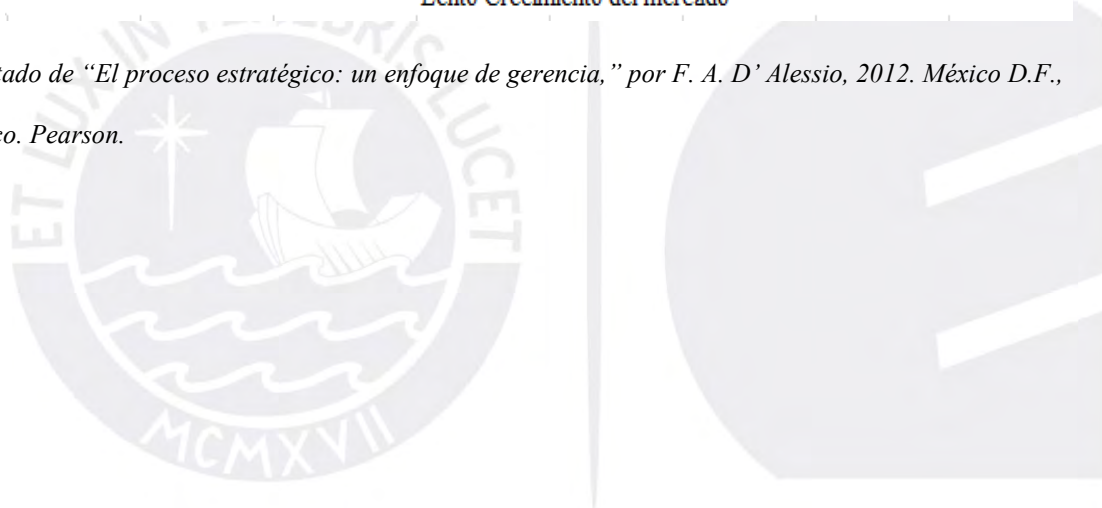 Lento Crecimiento del mercado
tado de “El proceso estratégico: un enfoque de gerencia,” por F. A. D’ Alessio, 2012. México D.F.,
co. Pearson.
ET LUX IN TENEBRIS LUCET
MCMXVII